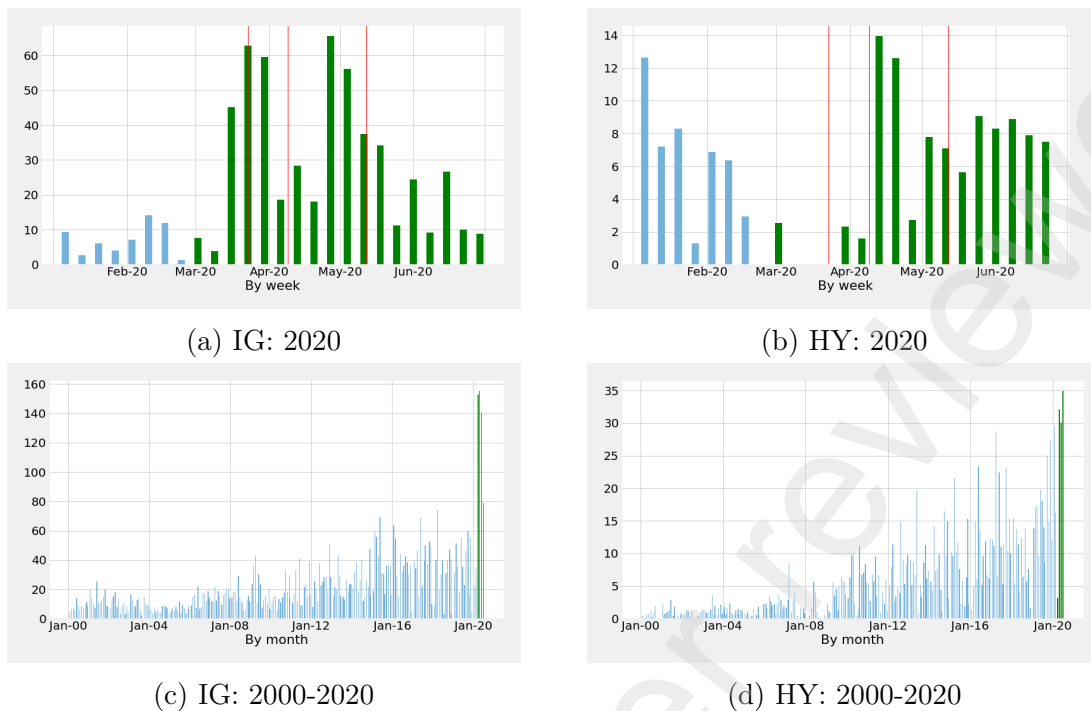 60
50
40
30
20
10
0
Feb-20 Mar-20 Apr-20 May-20 Jun-20
By week
(a) IG: 2020
14
12
10
8
6
4
2
0
Feb-20 Mar-20 Apr-20 May-20 Jun-20
By week
(b) HY: 2020
160
140
120
100
80
60
40
20
0
Jan-00 Jan-04 Jan-08 Jan-12 Jan-16 Jan-20
By month
(c) IG: 2000-2020
35
30
25
20
15
10
5
0
Jan-00 Jan-04 Jan-08 Jan-12 Jan-16 Jan-20
By month
(d) HY: 2000-2020
er review